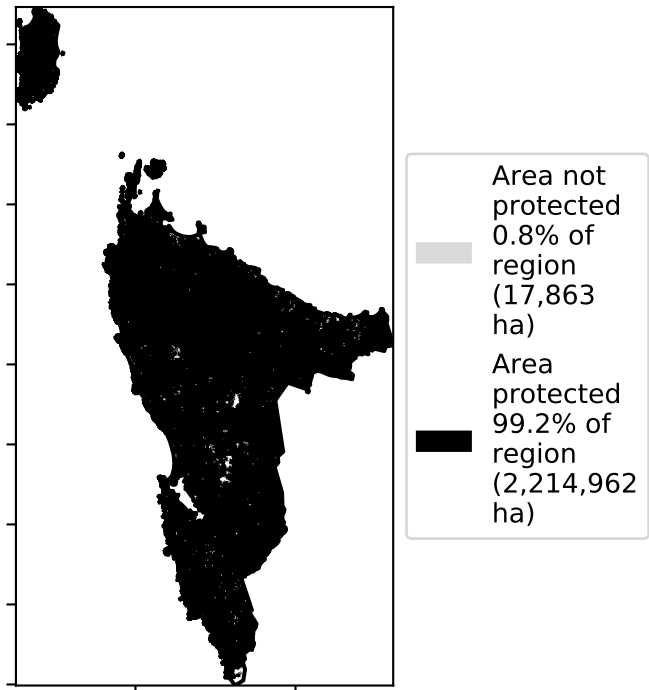 Area not
protected
0.8% of
region
(17,863
ha)
Area
protected
99.2% of
region
(2,214,962
ha)